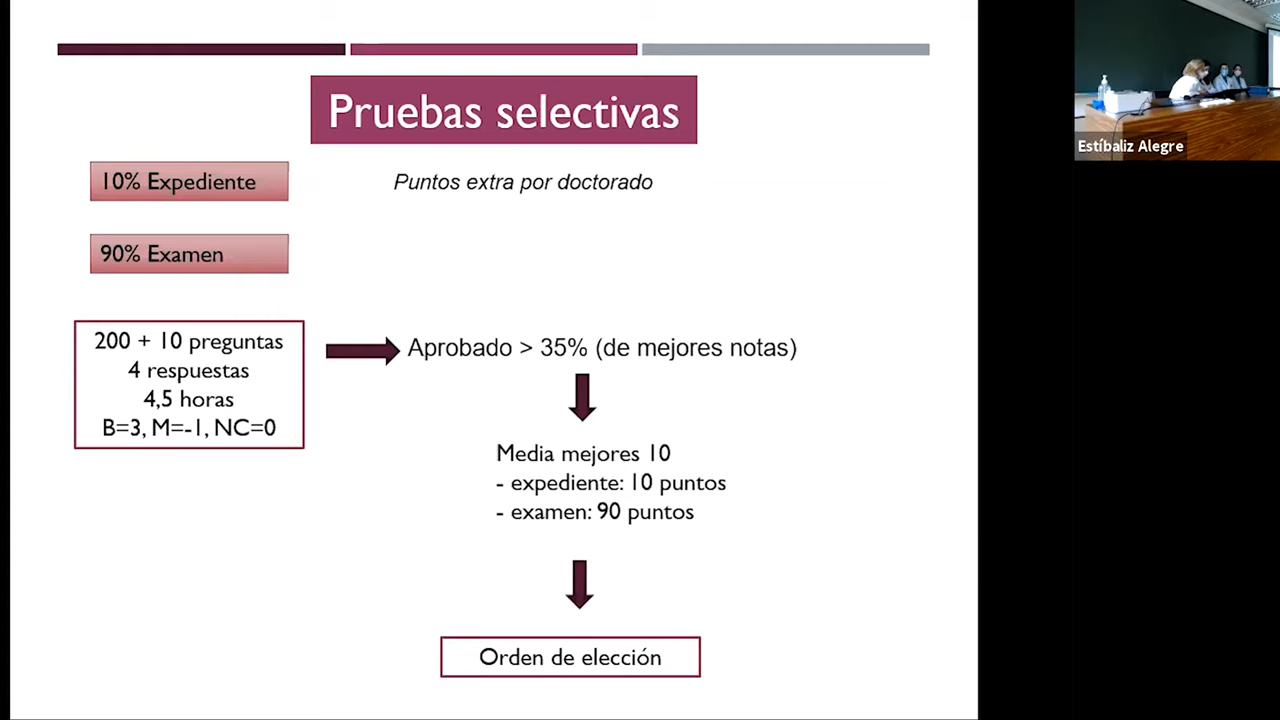 Pruebas selectivas
10% Expediente
Puntos extra por doctorado
90% Examen
200 + 10 preguntas
4 respuestas
4,5 horas
B=3, M=-1, NC=0
Aprobado > 35% (de mejores notas)
Media mejores 10
- expediente: 10 puntos
- examen: 90 puntos
Orden de elección
Estíbaliz Alegre